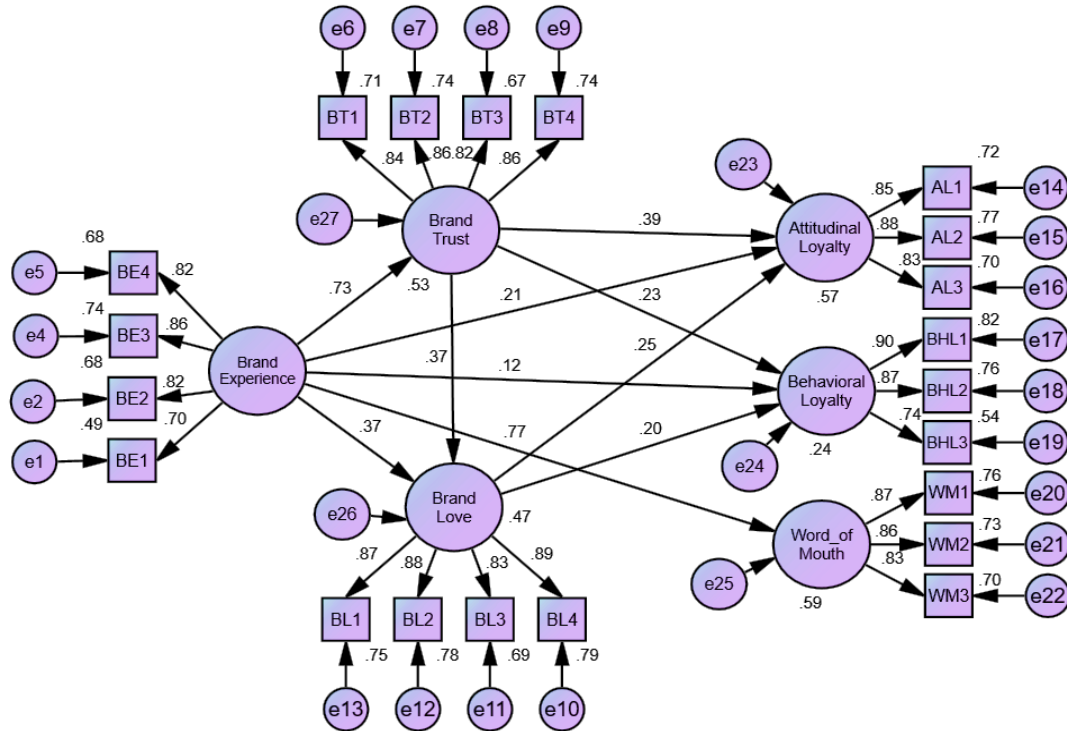 e6 e7 e8 e9
.71 .74 .67 .74
BT1 BT2 BT3 BT4
.84 .86 .82 .86
e23
.72
.85 AL1 e14
e27
Brand
Trust
.39
Attitudinal
Loyalty
.88 AL2 .77 e15
.83 AL3 .70 e16
.68
e5 BE4 .82
.73 .53 .21 .23 .57
.74
e4 BE3 .86
.37 .25
.90 BHL1 .82 e17
.68
e2 BE2 .82
Brand
Experience
.12
Behavioral
Loyalty
.87 BHL2 .76 e18
.49 .70
e1 BE1
.37 .77 .20
.74 BHL3 .54 e19
e24 .24
e26
Brand
Love
.47
.87 WM1 .76 e20
Word_of
Mouth
.86 WM2 .73 e21
.83 WM3 .70 e22
e25 .59
.87 .88 .83 .89
BL1 BL2 BL3 BL4
.75 .78 .69 .79
e13 e12 e11 e10